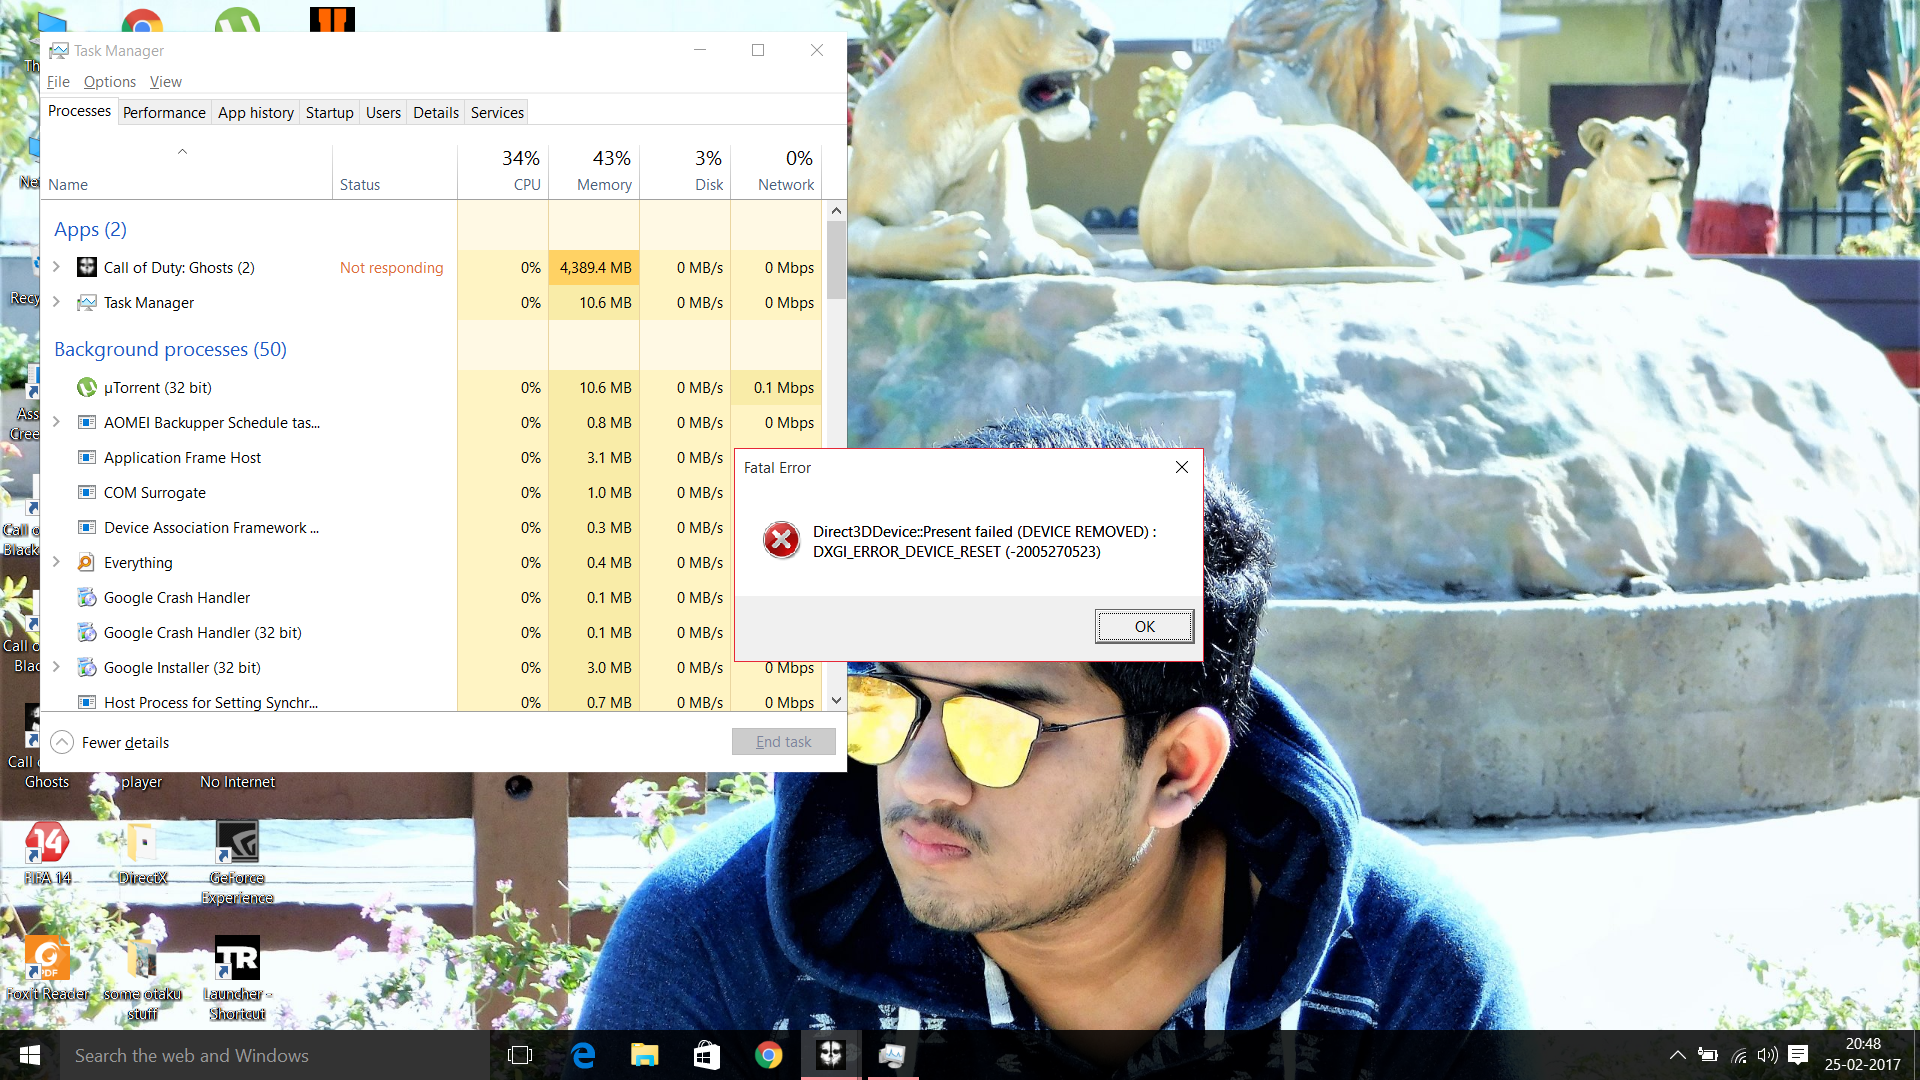 Task Manager
File Options View
Processes Performance App history Startup Users Details Services
34% 43% 3% 0%
Name Status CPU Memory Disk Network
Apps (2)
Call of Duty: Ghosts (2) Not responding 0% 4,389.4 MB 0 MB/s 0 Mbps
Task Manager 0% 10.6 MB 0 MB/s 0 Mbps
Background processes (50)
µTorrent (32 bit) 0% 10.6 MB 0 MB/s 0.1 Mbps
AOMEI Backupper Schedule tas... 0% 0.8 MB 0 MB/s 0 Mbps
Application Frame Host 0% 3.1 MB 0 MB/s
COM Surrogate 0% 1.0 MB 0 MB/s
Device Association Framework ... 0% 0.3 MB 0 MB/s
Everything 0% 0.4 MB 0 MB/s
Google Crash Handler 0% 0.1 MB 0 MB/s
Google Crash Handler (32 bit) 0% 0.1 MB 0 MB/s
Google Installer (32 bit) 0% 3.0 MB 0 MB/s 0 Mbps
Host Process for Setting Synchr... 0% 0.7 MB 0 MB/s 0 Mbps
Fewer details End task
Fatal Error
Direct3DDevice::Present failed (DEVICE REMOVED) :
DXGI_ERROR_DEVICE_RESET (-2005270523)
OK
Th
Ne
Recy
Ass
Cree
Call o
Black
Call o
Blac
Call o
Ghosts player No Internet
14
FIFA 14 DirectX GeForce
Experience
PDF TR
Foxit Reader some otaku Launcher -
stuff Shortcut
Search the web and Windows
20:48
25-02-2017